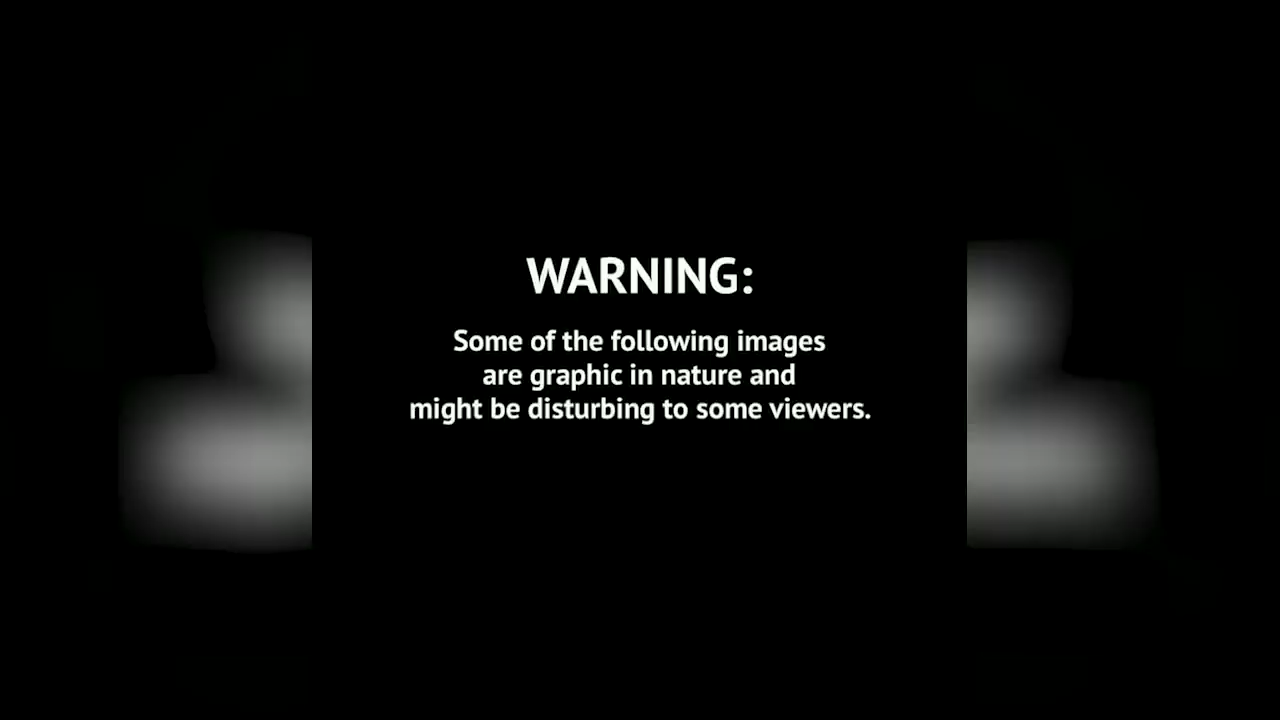 WARNING:
Some of the following images
are graphic in nature and
might be disturbing to some viewers.